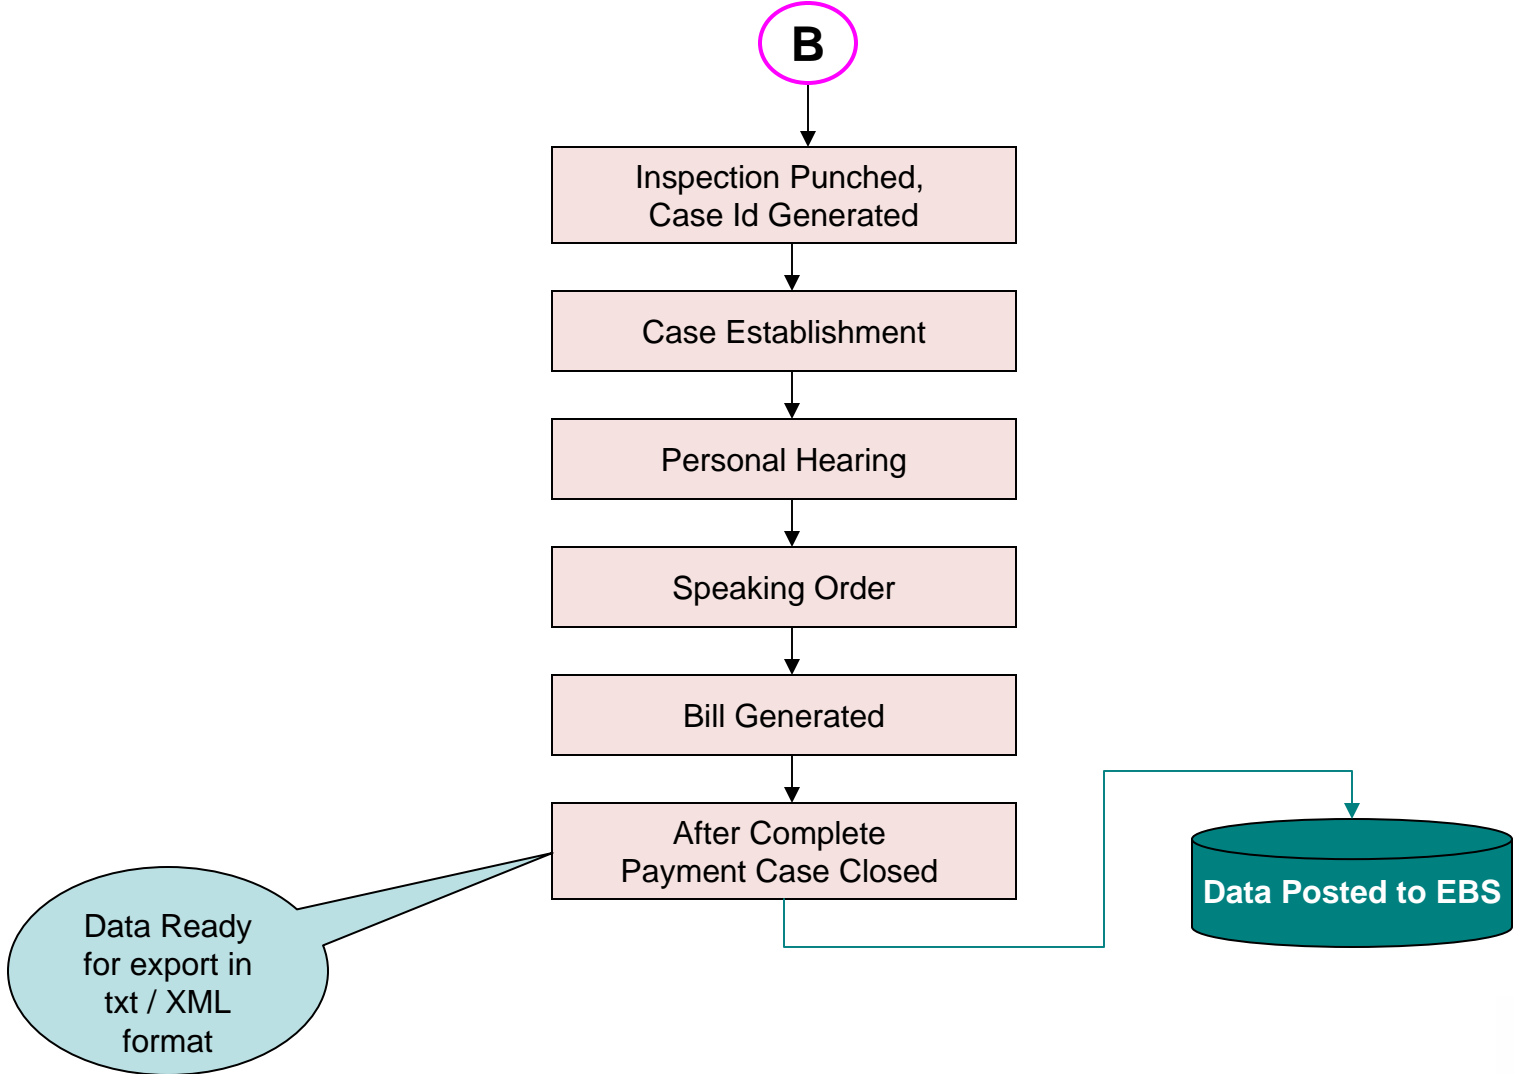 B
Inspection Punched,
Case Id Generated
Case Establishment
Personal Hearing
Speaking Order
Bill Generated
After Complete
Payment Case Closed
Data Posted to EBS
Data Ready
for export in
txt / XML
format